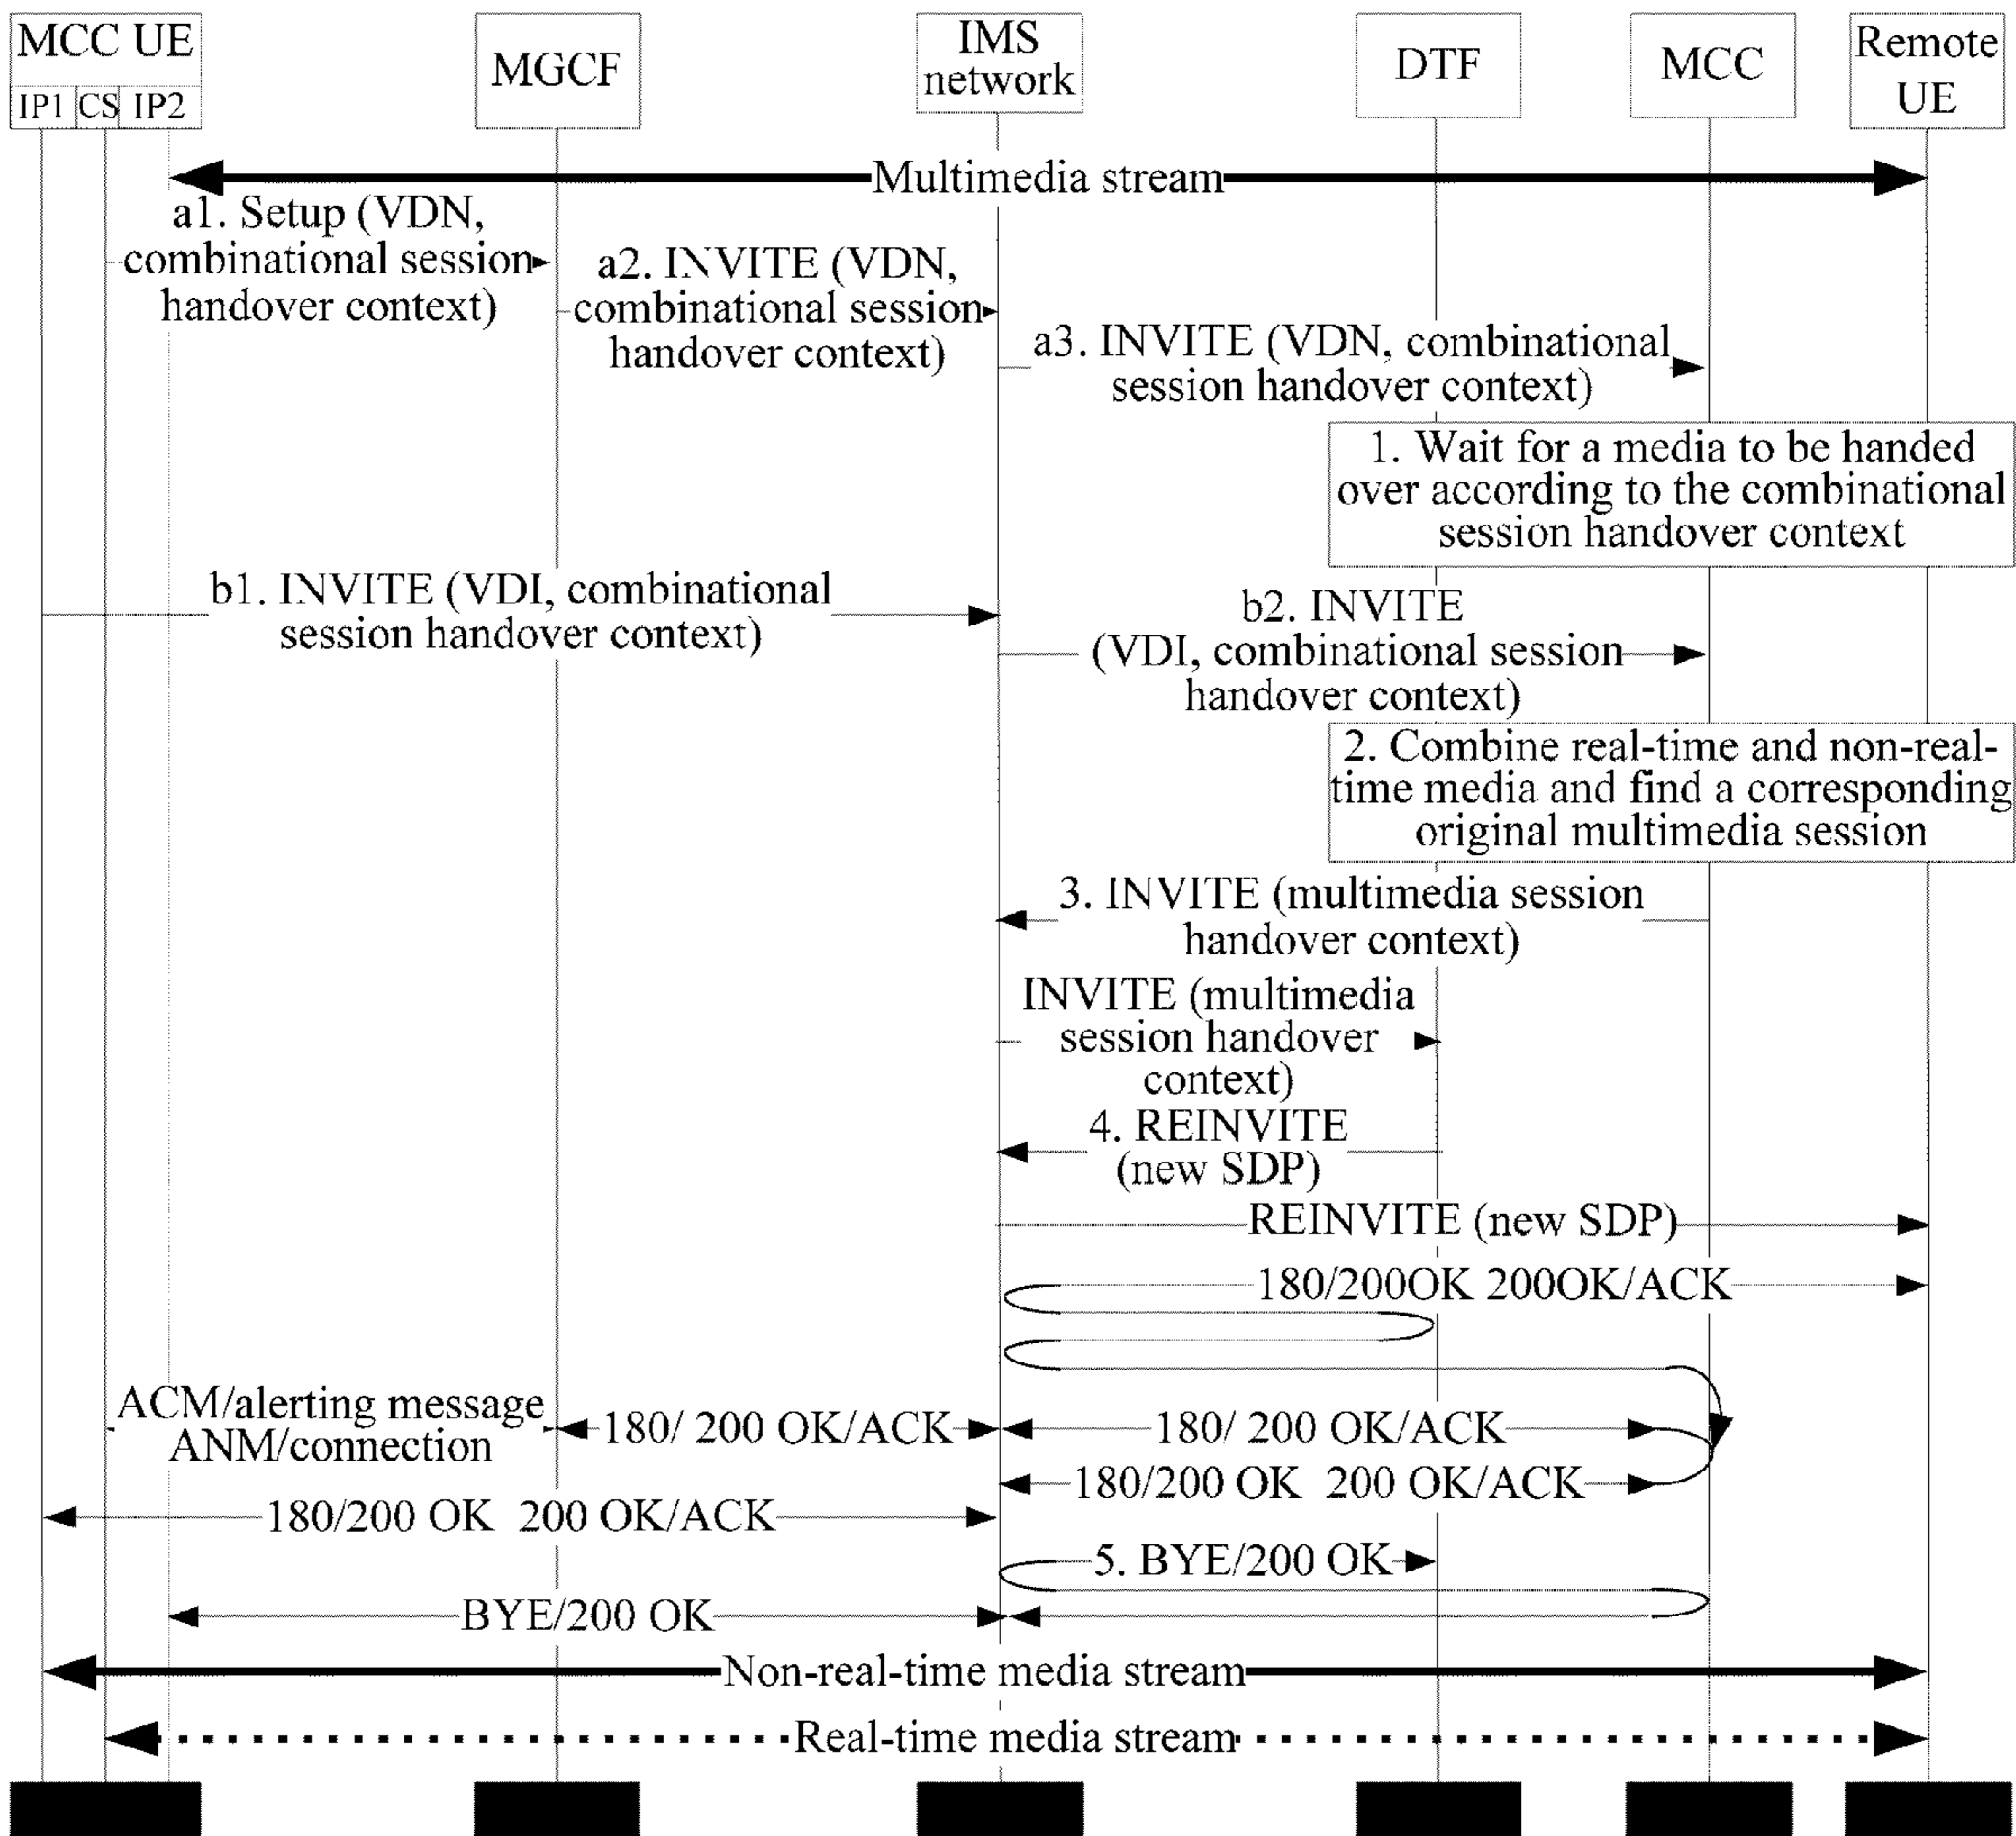 MCC UE
IP1 CS IP2
MGCF
IMS
network
DTF
MCC
Remote
UE
Multimedia stream
a1. Setup (VDN,
combinational session
handover context)
a2. INVITE (VDN,
combinational session
handover context)
a3. INVITE (VDN, combinational
session handover context)
1. Wait for a media to be handed
over according to the combinational
session handover context
b1. INVITE (VDI, combinational
session handover context)
b2. INVITE
(VDI, combinational session
handover context)
2. Combine real-time and non-real-
time media and find a corresponding
original multimedia session
3. INVITE (multimedia session
handover context)
INVITE (multimedia
session handover
context)
4. REINVITE
(new SDP)
REINVITE (new SDP)
180/200OK 200OK/ACK
ACM/alerting message
ANM/connection
180/ 200 OK/ACK
180/ 200 OK/ACK
180/200 OK 200 OK/ACK
180/200 OK 200 OK/ACK
5. BYE/200 OK
BYE/200 OK
Non-real-time media stream
Real-time media stream